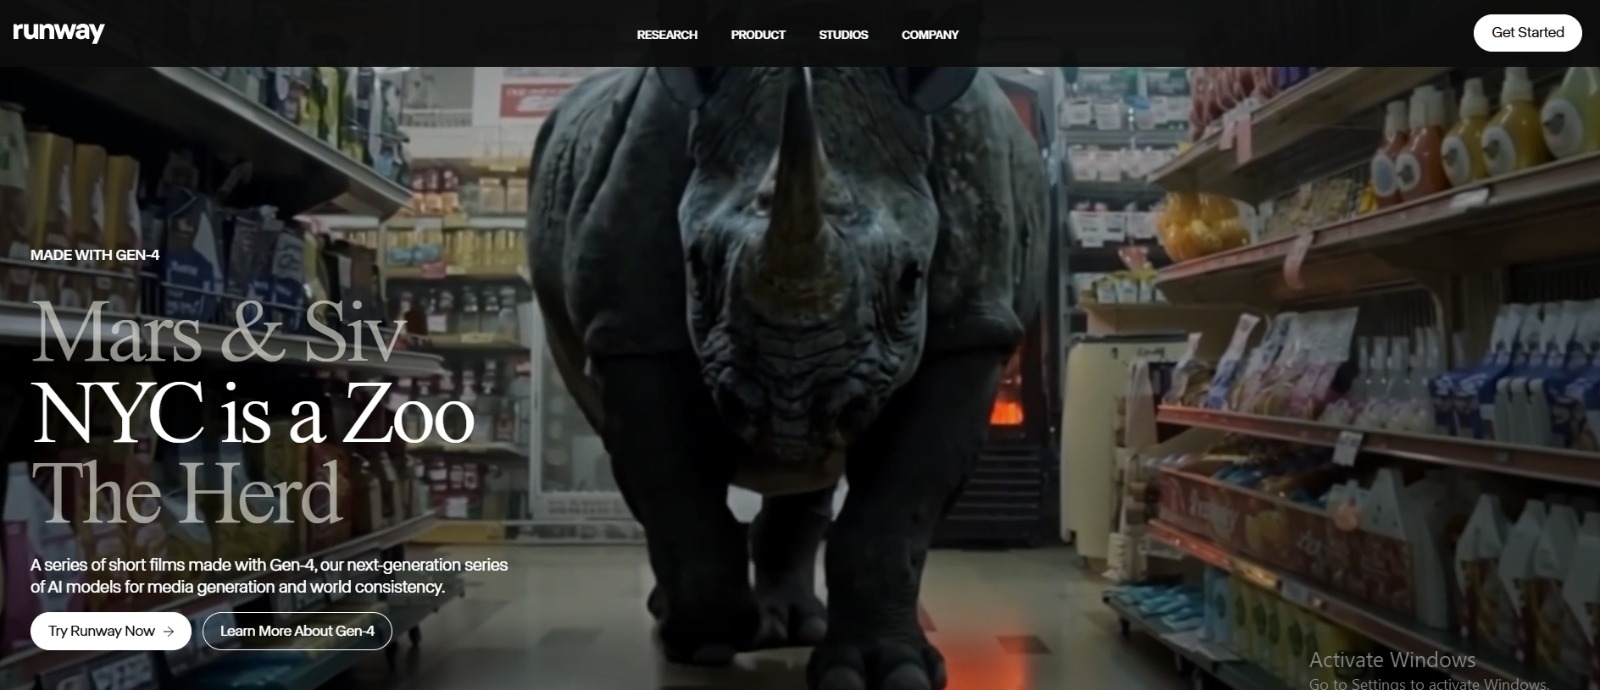 runway
RESEARCH
PRODUCT
STUDIOS
COMPANY
Get Started
MADE WITH GEN-4
Mars & Siv
NYC is a Zoo
The Herd
A series of short films made with Gen-4, our next-generation series
of AI models for media generation and world consistency.
Try Runway Now →
Learn More About Gen-4
Activate Windows
Go to Settings to activate Windows.